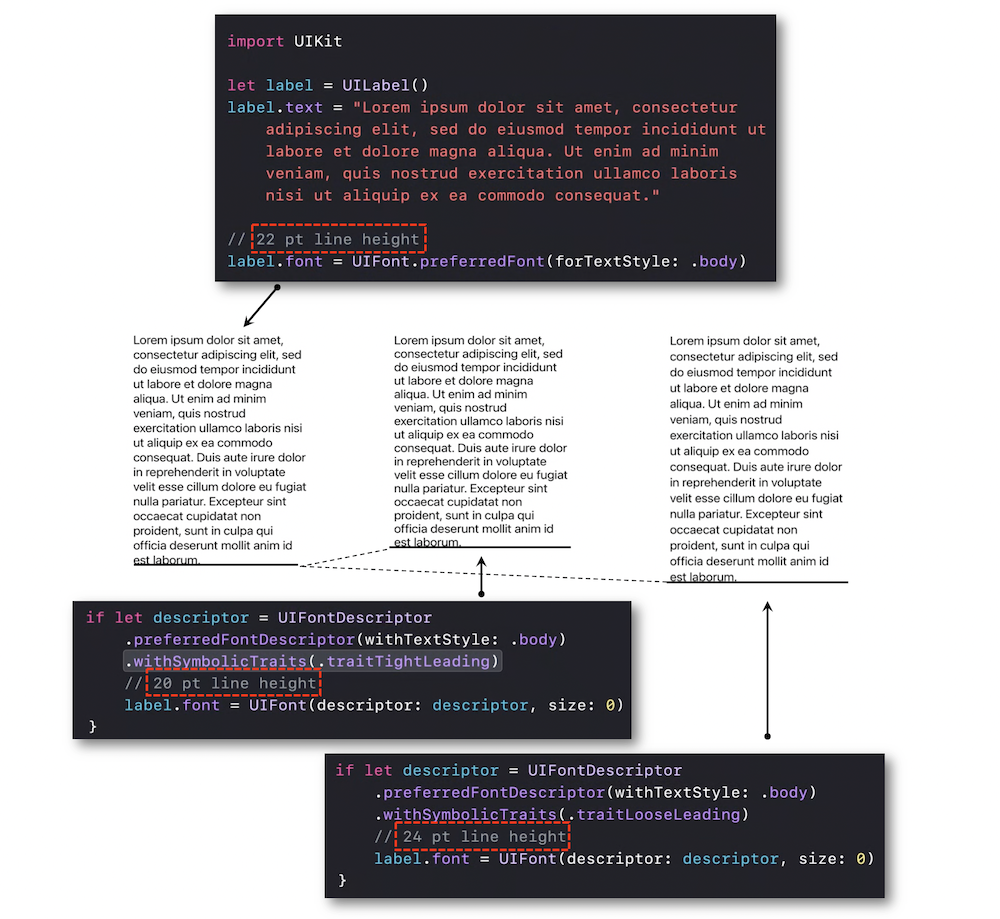 import UIKit
let label = UILabel()
label.text = "Lorem ipsum dolor sit amet, consectetur
adipiscing elit, sed do eiusmod tempor incididunt ut
labore et dolore magna aliqua. Ut enim ad minim
veniam, quis nostrud exercitation ullamco laboris
nisi ut aliquip ex ea commodo consequat."
// 22 pt line height
label.font = UIFont.preferredFont(forTextStyle: .body)
Lorem ipsum dolor sit amet,
consectetur adipiscing elit, sed
do eiusmod tempor incididunt
ut labore et dolore magna
aliqua. Ut enim ad minim
veniam, quis nostrud
exercitation ullamco laboris nisi
ut aliquip ex ea commodo
consequat. Duis aute irure dolor
in reprehenderit in voluptate
velit esse cillum dolore eu fugiat
nulla pariatur. Excepteur sint
occaecat cupidatat non
proident, sunt in culpa qui
officia deserunt mollit anim id
est laborum.
Lorem ipsum dolor sit amet,
consectetur adipiscing elit, sed
do eiusmod tempor incididunt
ut labore et dolore magna
aliqua. Ut enim ad minim
veniam, quis nostrud
exercitation ullamco laboris nisi
ut aliquip ex ea commodo
consequat. Duis aute irure dolor
in reprehenderit in voluptate
velit esse cillum dolore eu fugiat
nulla pariatur. Excepteur sint
occaecat cupidatat non
proident, sunt in culpa qui
officia deserunt mollit anim id
est laborum.
Lorem ipsum dolor sit amet,
consectetur adipiscing elit, sed
do eiusmod tempor incididunt
ut labore et dolore magna
aliqua. Ut enim ad minim
veniam, quis nostrud
exercitation ullamco laboris nisi
ut aliquip ex ea commodo
consequat. Duis aute irure dolor
in reprehenderit in voluptate
velit esse cillum dolore eu fugiat
nulla pariatur. Excepteur sint
occaecat cupidatat non
proident, sunt in culpa qui
officia deserunt mollit anim id
est laborum.
if let descriptor = UIFontDescriptor
.preferredFontDescriptor(withTextStyle: .body)
.withSymbolicTraits(.traitTightLeading)
// 20 pt line height
label.font = UIFont(descriptor: descriptor, size: 0)
}
if let descriptor = UIFontDescriptor
.preferredFontDescriptor(withTextStyle: .body)
.withSymbolicTraits(.traitLooseLeading)
// 24 pt line height
label.font = UIFont(descriptor: descriptor, size: 0)
}